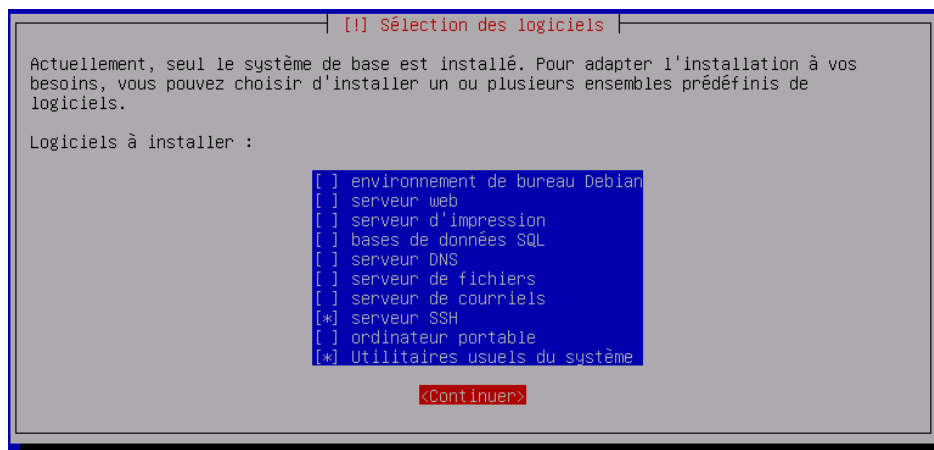 [!] Sélection des logiciels
Actuellement, seul le système de base est installé. Pour adapter l'installation à vos
besoins, vous pouvez choisir d'installer un ou plusieurs ensembles prédéfinis de
logiciels.
Logiciels à installer :
[ ] environnement de bureau Debian
[ ] serveur web
[ ] serveur d'impression
[ ] bases de données SQL
[ ] serveur DNS
[ ] serveur de fichiers
[ ] serveur de courriels
[*] serveur SSH
[ ] ordinateur portable
[*] Utilitaires usuels du système
<Continuer>